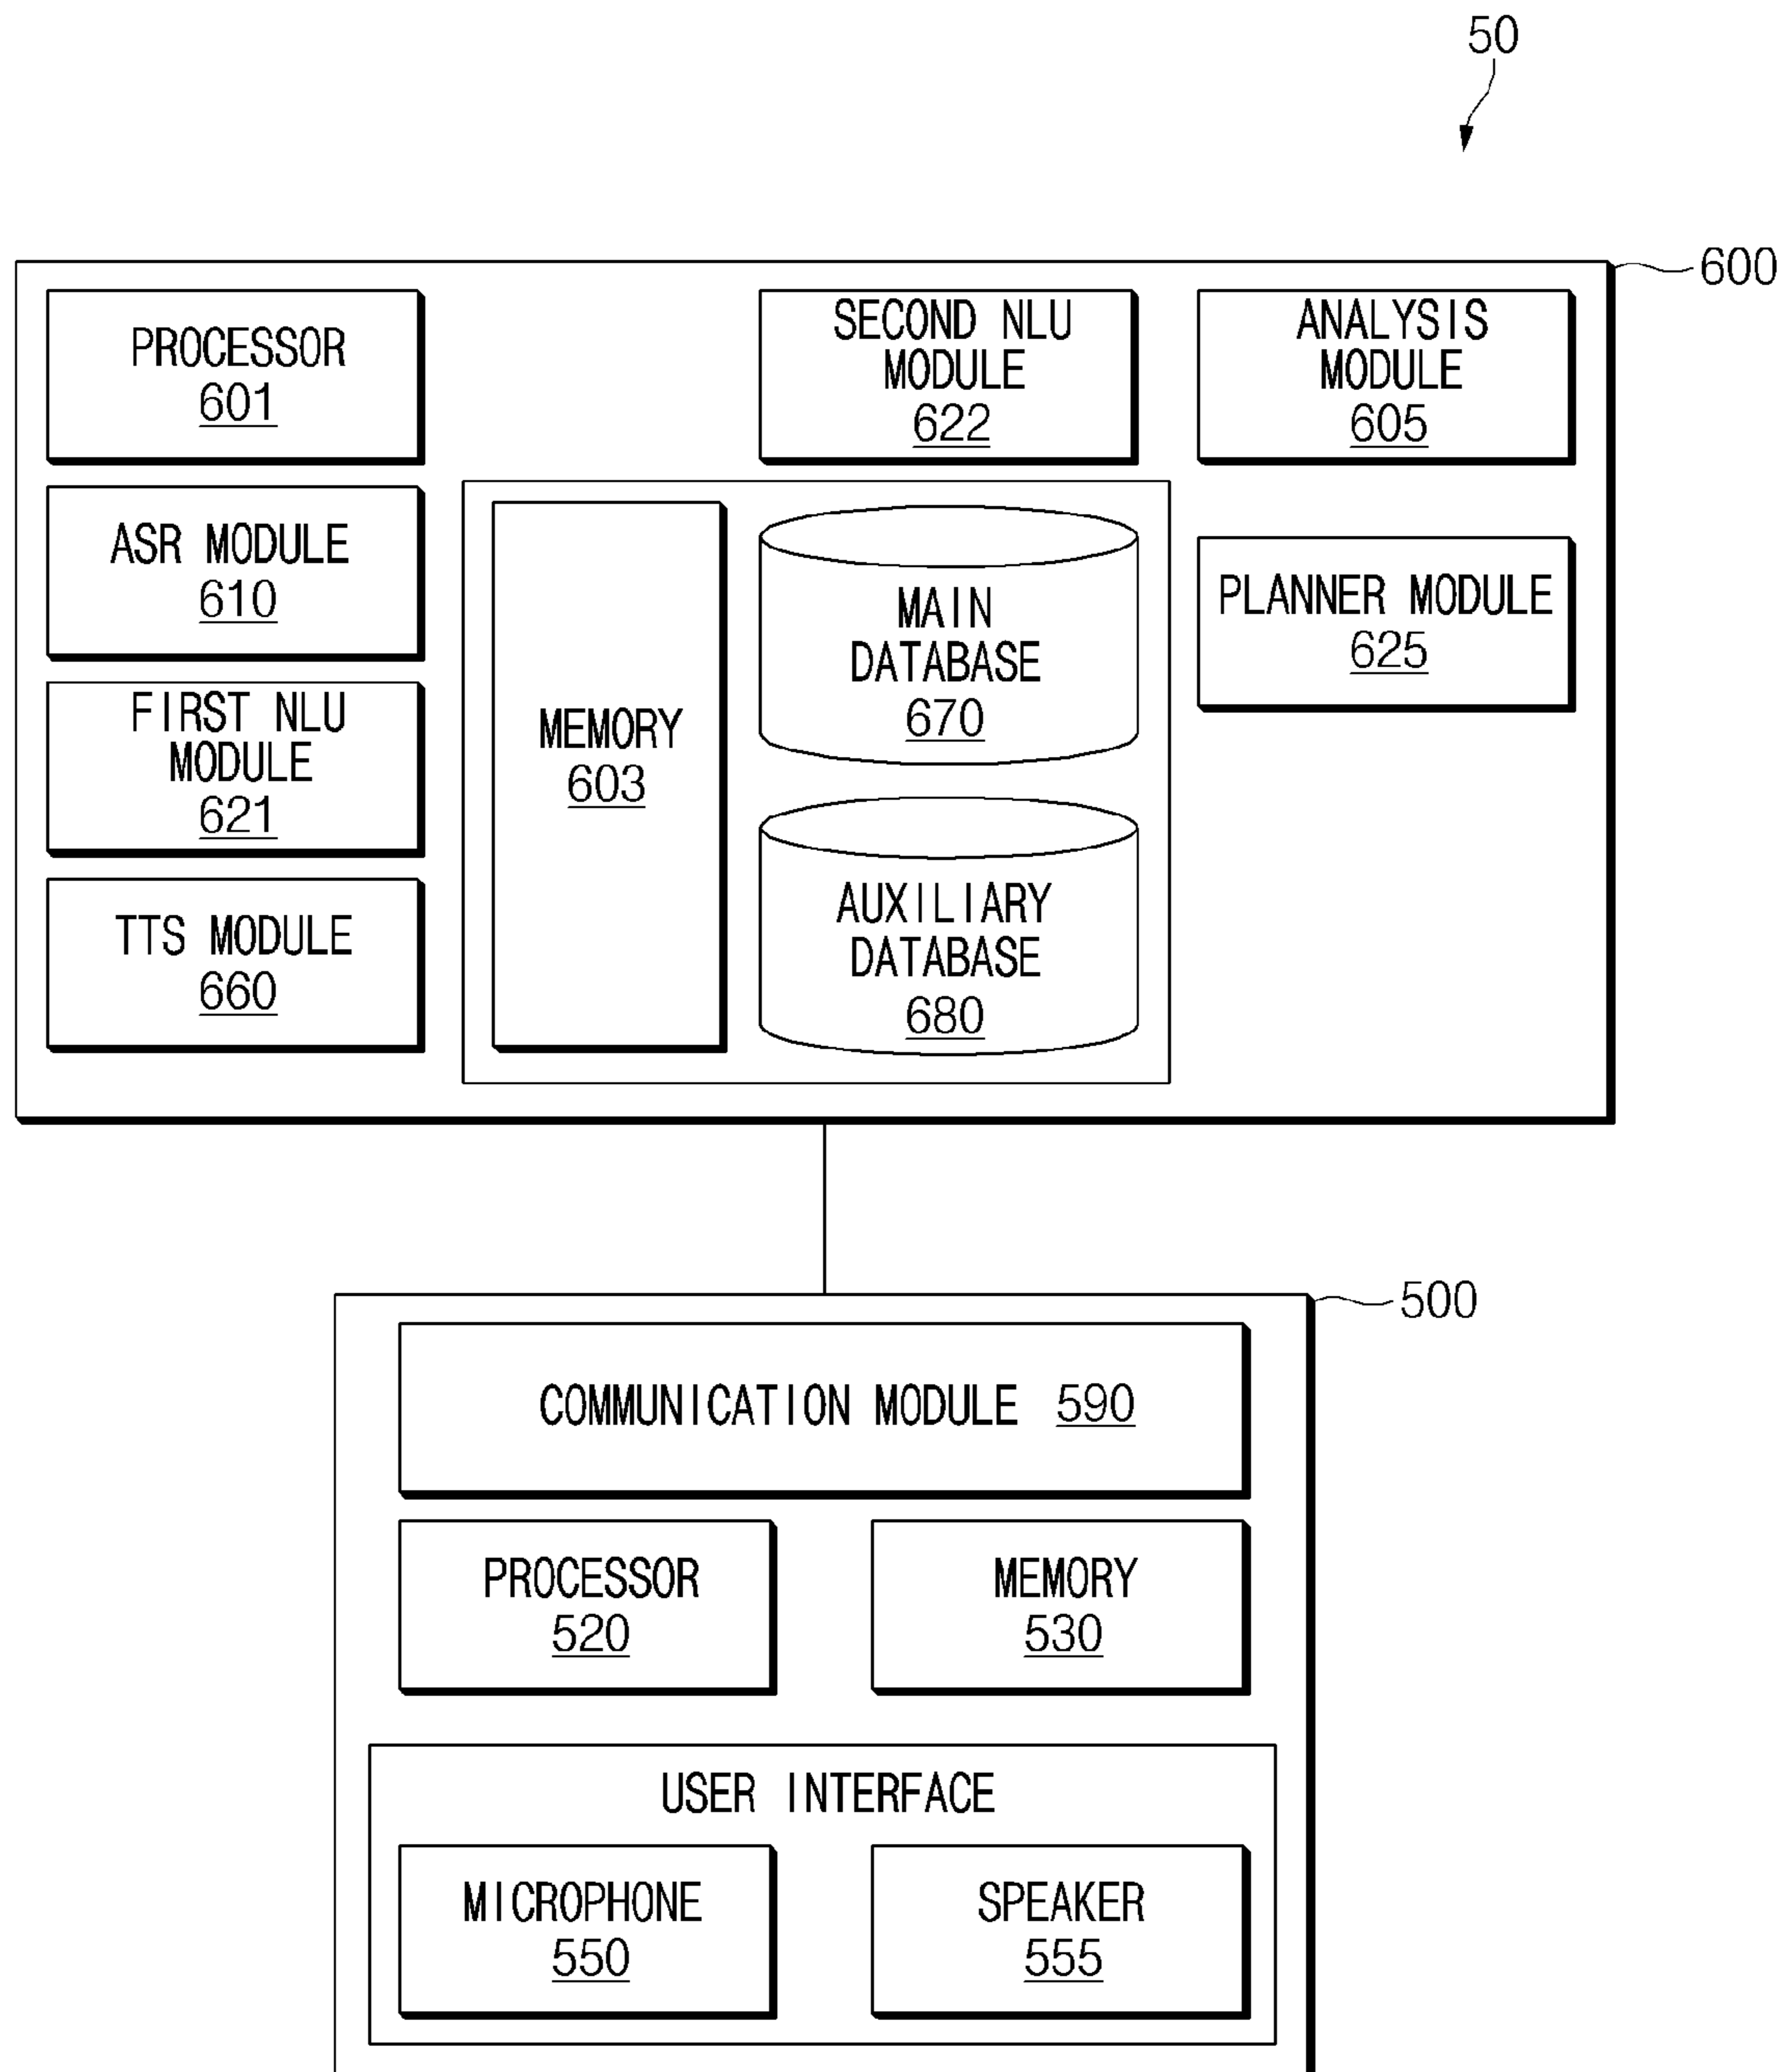 50
600
PROCESSOR
601
SECOND NLU
MODULE
622
ANALYSIS
MODULE
605
ASR MODULE
610
FIRST NLU
MODULE
621
TTS MODULE
660
MEMORY
603
MAIN
DATABASE
670
AUXILIARY
DATABASE
680
PLANNER MODULE
625
500
COMMUNICATION MODULE 590
PROCESSOR
520
MEMORY
530
USER INTERFACE
MICROPHONE
550
SPEAKER
555